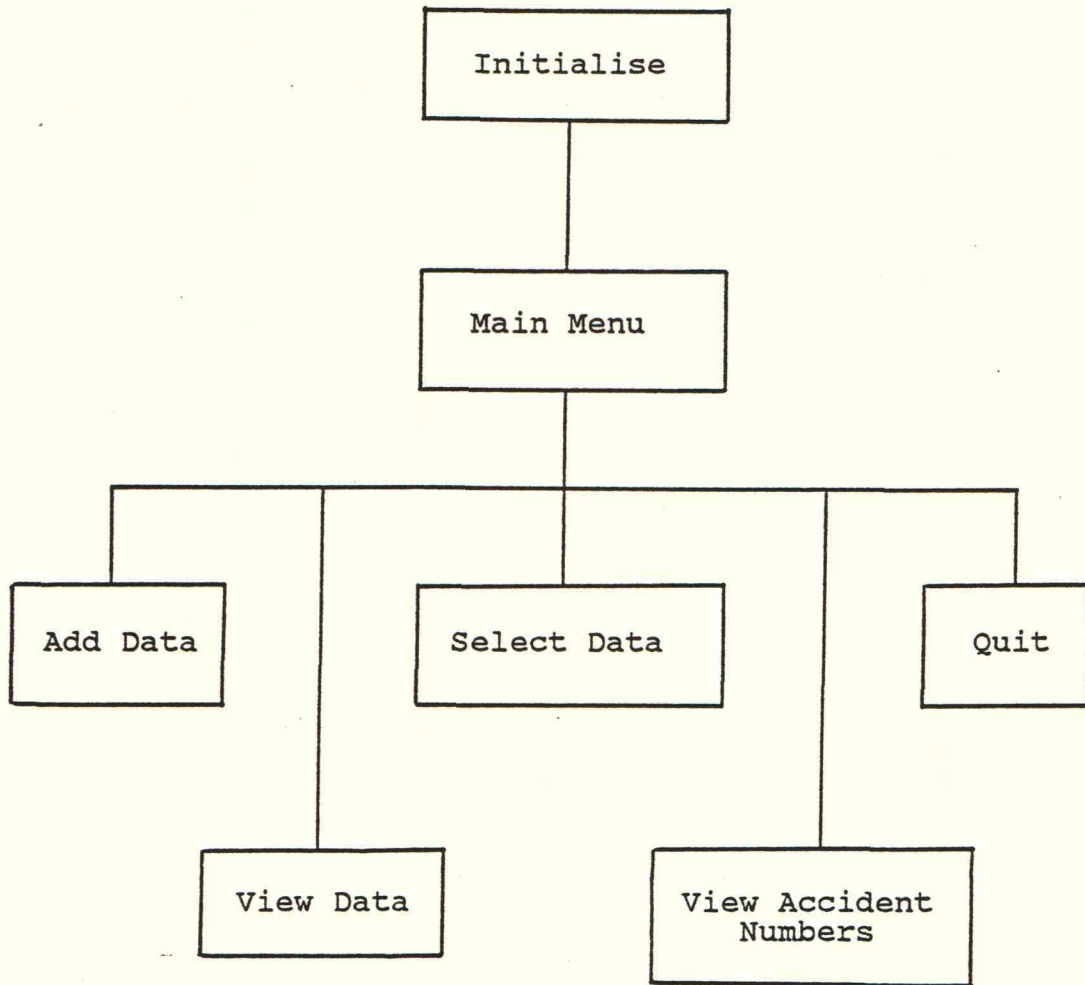 Initialise
Main Menu
Add Data
Select Data
Quit
View Data
View Accident
Numbers